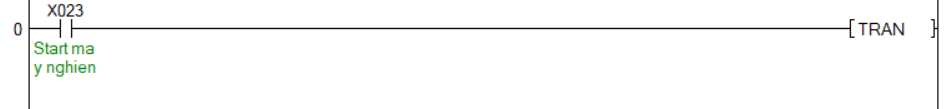 X023
0 [ TRAN ]
Start ma
y nghien